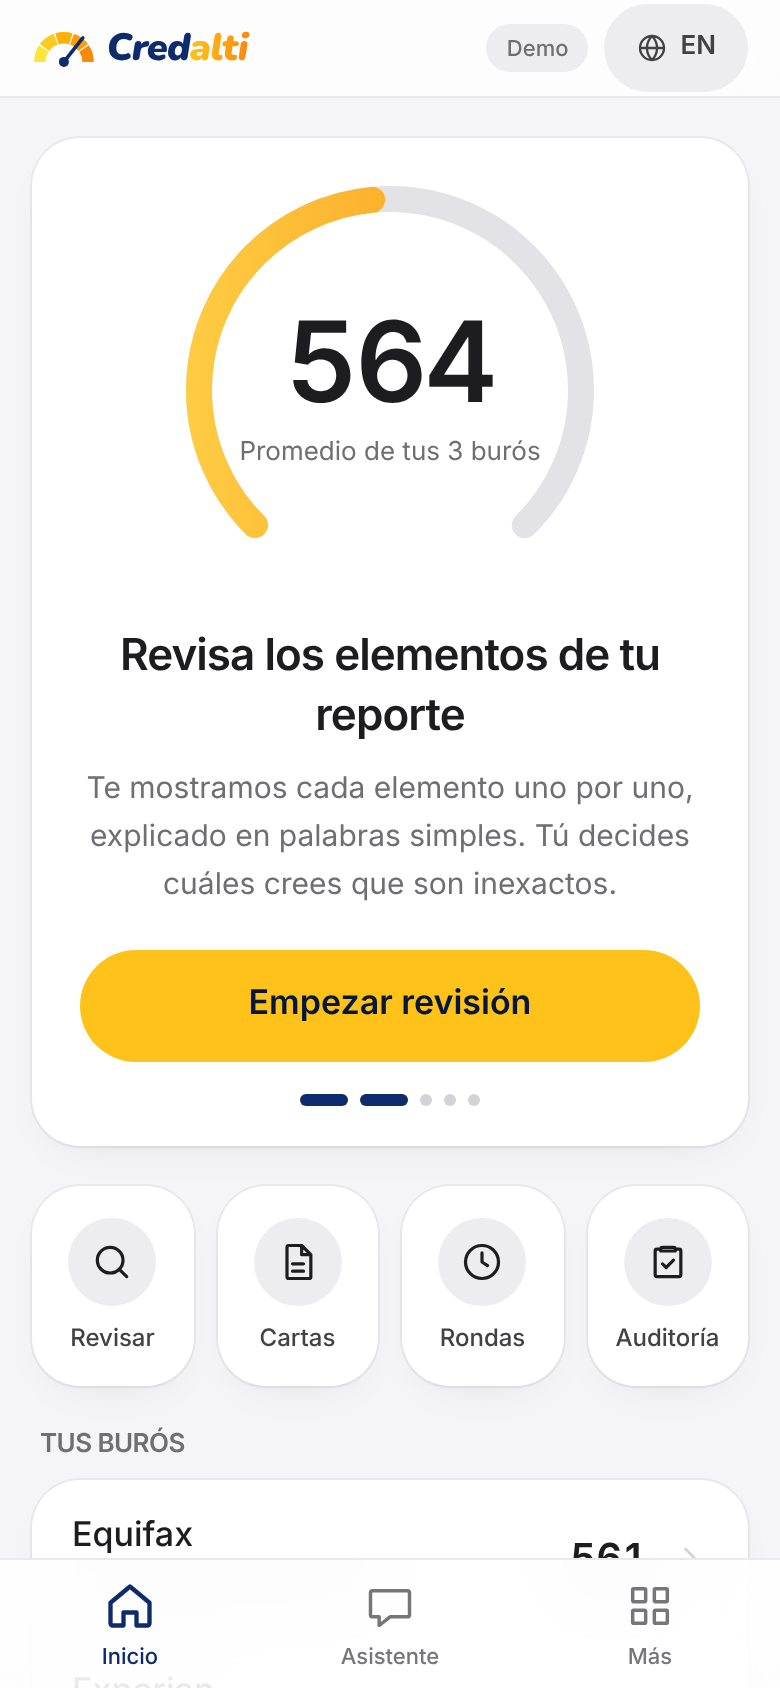 Credalti
Demo
EN
564
Promedio de tus 3 burós
Revisa los elementos de tu
reporte
Te mostramos cada elemento uno por uno,
explicado en palabras simples. Tú decides
cuáles crees que son inexactos.
Empezar revisión
Revisar
Cartas
Rondas
Auditoría
TUS BURÓS
Equifax
561
Experian
Inicio
Asistente
Más